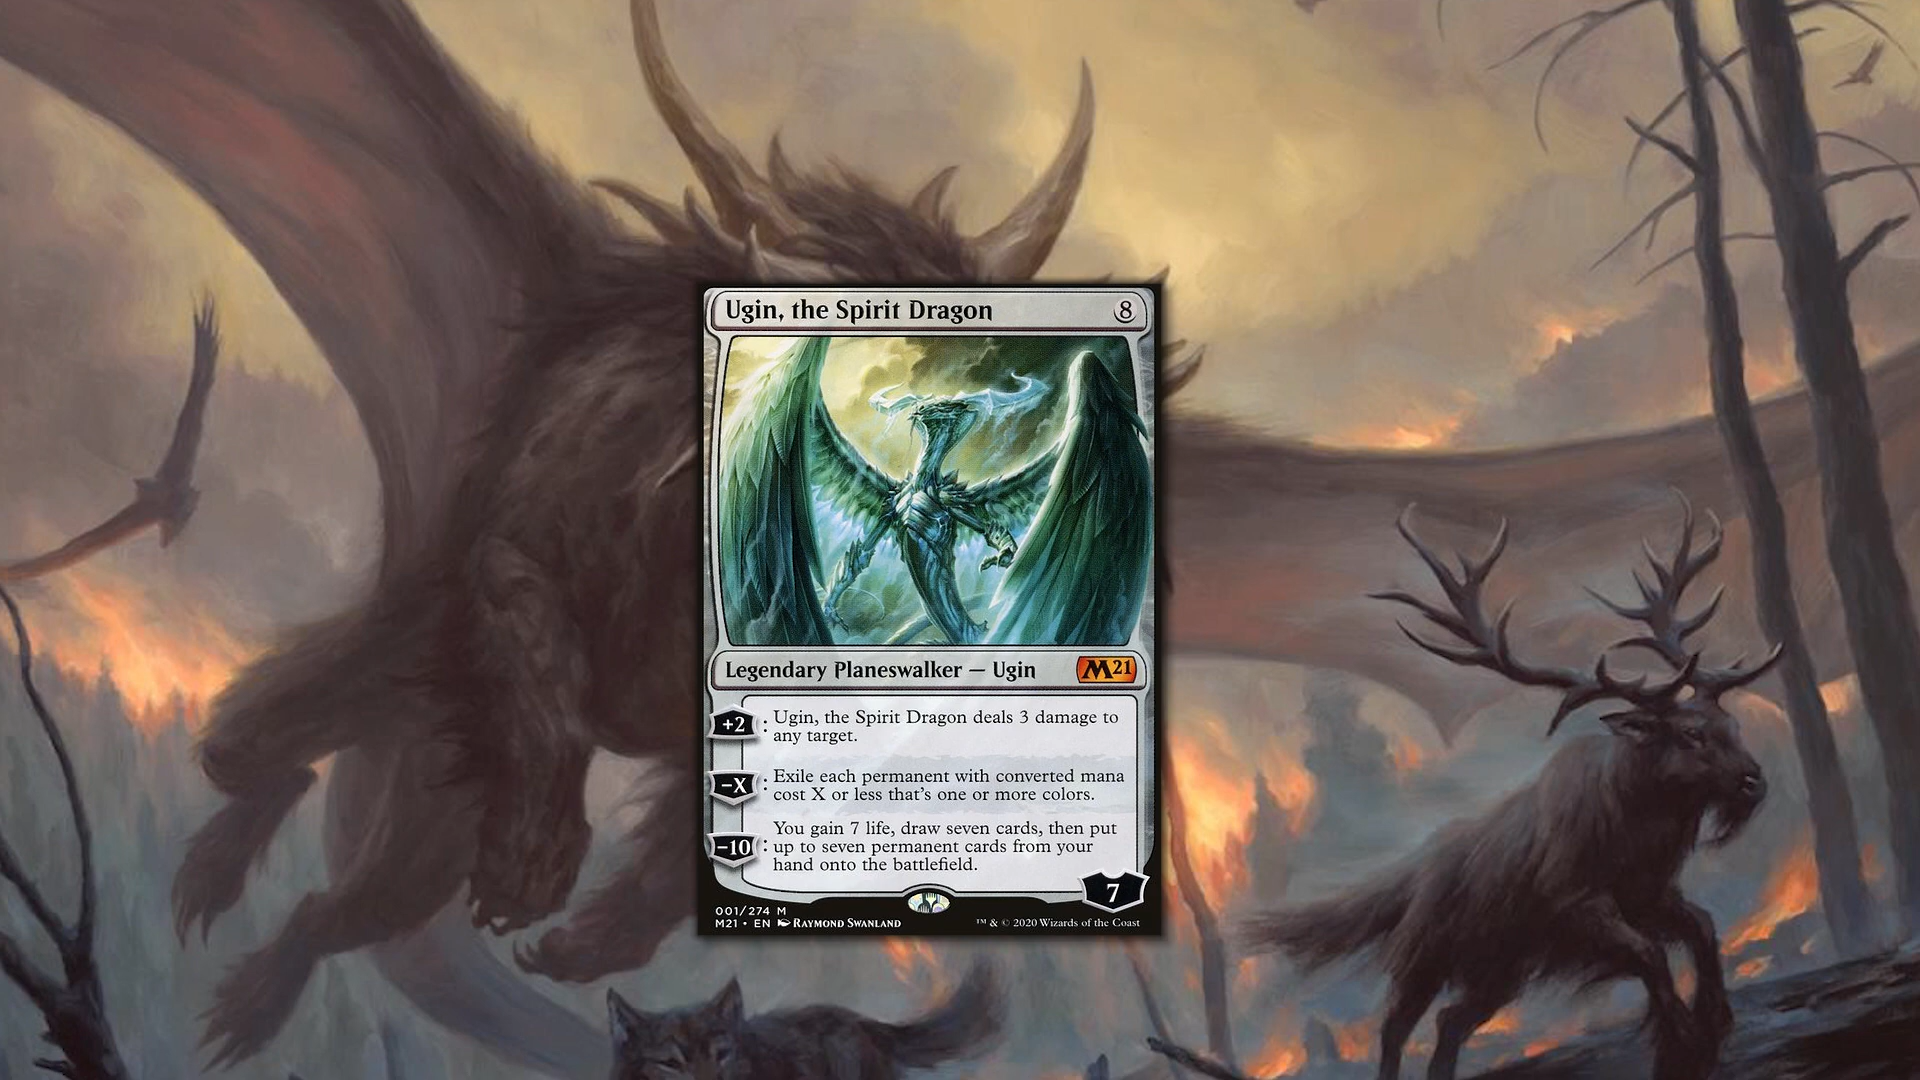 Ugin, the Spirit Dragon 8
Legendary Planeswalker — Ugin M21
+2 : Ugin, the Spirit Dragon deals 3 damage to
any target.
−X : Exile each permanent with converted mana
cost X or less that's one or more colors.
−10 : You gain 7 life, draw seven cards, then put
up to seven permanent cards from your
hand onto the battlefield.
7
001/274 M
M21 • EN Raymond Swanland ™ & © 2020 Wizards of the Coast